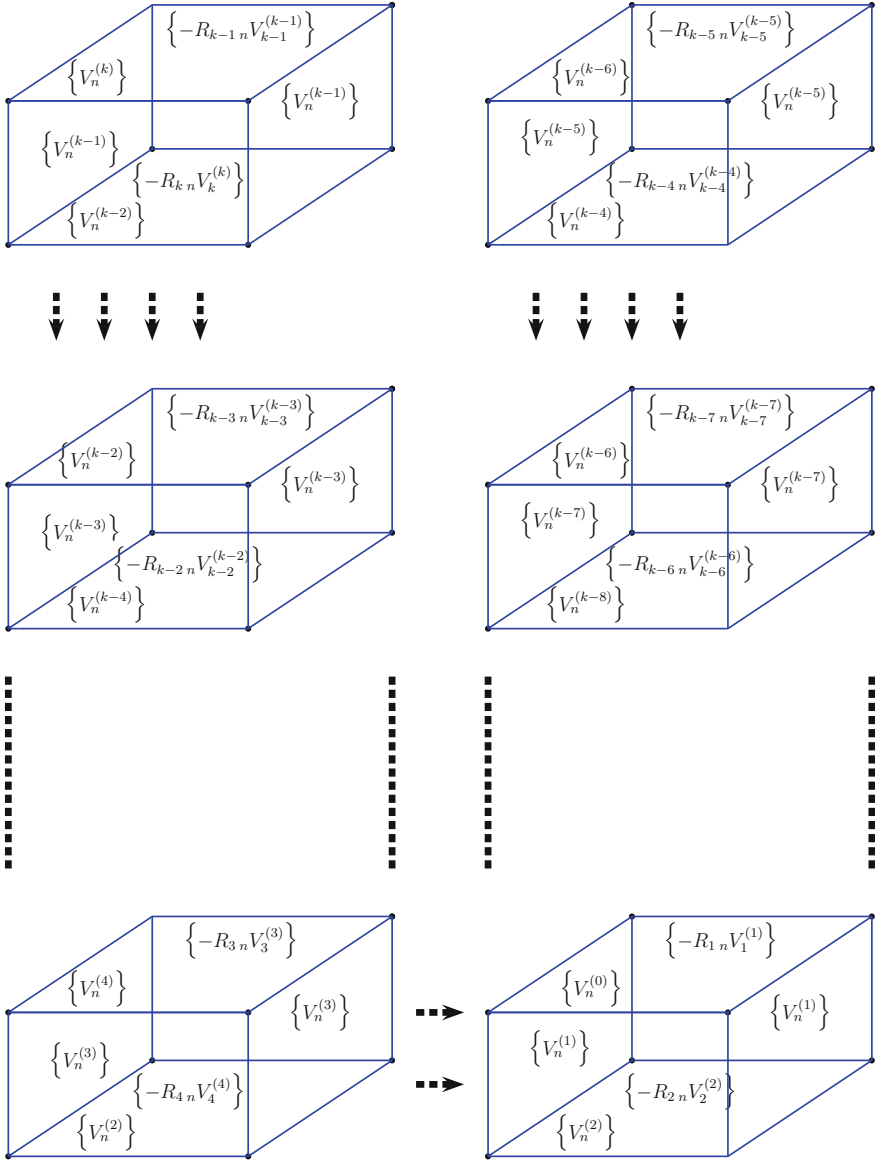 {−R_{k−1 n}V_{k−1}^{(k−1)}}
{V_n^{(k)}}
{V_n^{(k−1)}}
{V_n^{(k−1)}}
{−R_{k n}V_k^{(k)}}
{V_n^{(k−2)}}
{−R_{k−5 n}V_{k−5}^{(k−5)}}
{V_n^{(k−6)}}
{V_n^{(k−5)}}
{V_n^{(k−5)}}
{−R_{k−4 n}V_{k−4}^{(k−4)}}
{V_n^{(k−4)}}
{−R_{k−3 n}V_{k−3}^{(k−3)}}
{V_n^{(k−2)}}
{V_n^{(k−3)}}
{V_n^{(k−3)}}
{−R_{k−2 n}V_{k−2}^{(k−2)}}
{V_n^{(k−4)}}
{−R_{k−7 n}V_{k−7}^{(k−7)}}
{V_n^{(k−6)}}
{V_n^{(k−7)}}
{V_n^{(k−7)}}
{−R_{k−6 n}V_{k−6}^{(k−6)}}
{V_n^{(k−8)}}
{−R_{3 n}V_3^{(3)}}
{V_n^{(4)}}
{V_n^{(3)}}
{V_n^{(3)}}
{−R_{4 n}V_4^{(4)}}
{V_n^{(2)}}
{−R_{1 n}V_1^{(1)}}
{V_n^{(0)}}
{V_n^{(1)}}
{V_n^{(1)}}
{−R_{2 n}V_2^{(2)}}
{V_n^{(2)}}